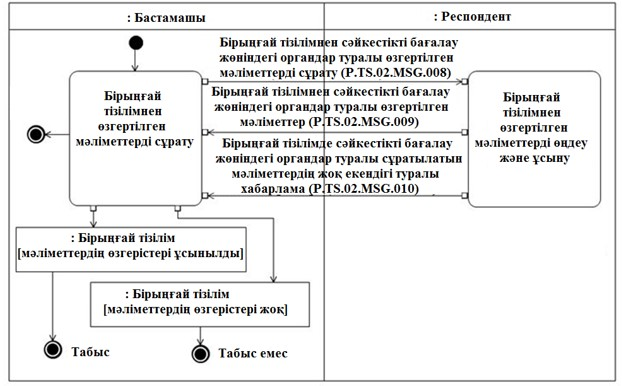 : Бастамашы
: Респондент
Бірыңғай тізілімнен сәйкестікті бағалау
жөніндегі органдар туралы өзгертілген
мәліметтерді сұрату (P.TS.02.MSG.008)
Бірыңғай
тізілімнен
өзгертілген
мәліметтерді сұрату
Бірыңғай тізілімнен сәйкестікті бағалау
жөніндегі органдар туралы өзгертілген
мәліметтер (P.TS.02.MSG.009)
Бірыңғай
тізілімнен
өзгертілген
мәліметтерді өңдеу
және ұсыну
Бірыңғай тізілімде сәйкестікті бағалау
жөніндегі органдар туралы сұратылатын
мәліметтердің жоқ екендігі туралы
хабарлама (P.TS.02.MSG.010)
: Бірыңғай тізілім
[мәліметтердің өзгерістері ұсынылды]
: Бірыңғай тізілім
[мәліметтердің өзгерістері жоқ]
Табыс
Табыс емес